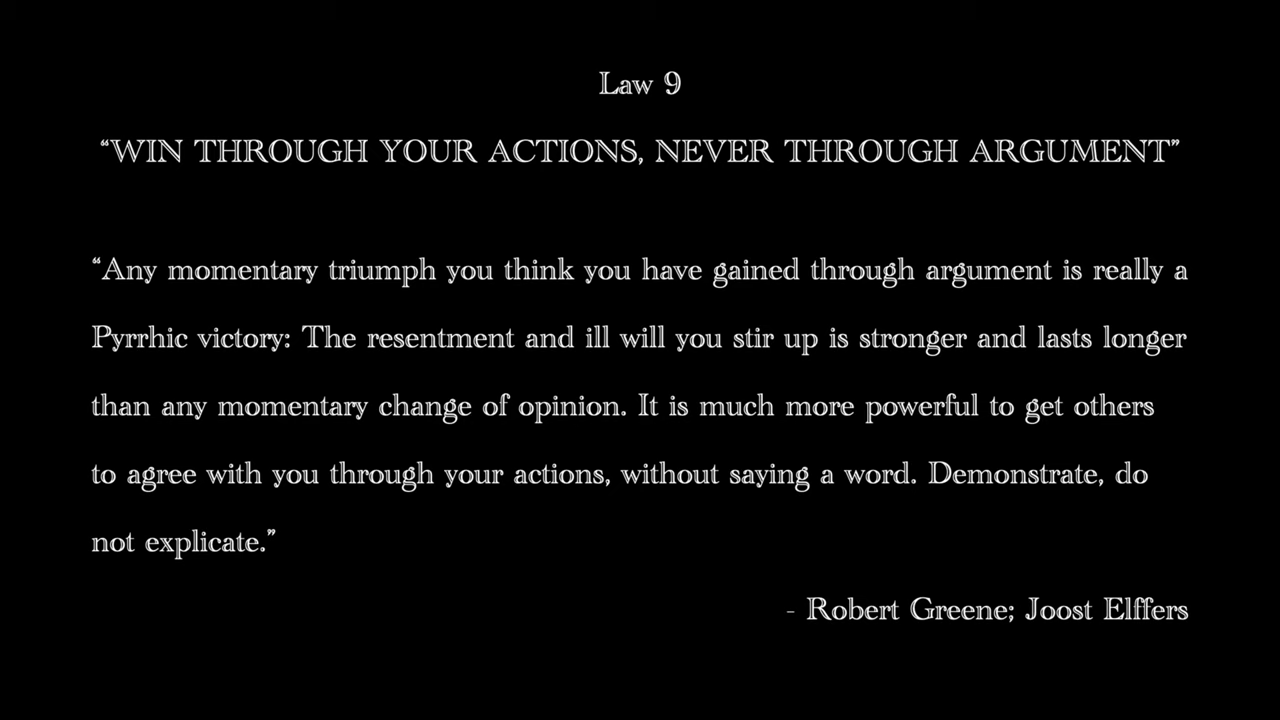 Law 9
“WIN THROUGH YOUR ACTIONS, NEVER THROUGH ARGUMENT”
“Any momentary triumph you think you have gained through argument is really a
Pyrrhic victory: The resentment and ill will you stir up is stronger and lasts longer
than any momentary change of opinion. It is much more powerful to get others
to agree with you through your actions, without saying a word. Demonstrate, do
not explicate.”
- Robert Greene; Joost Elffers